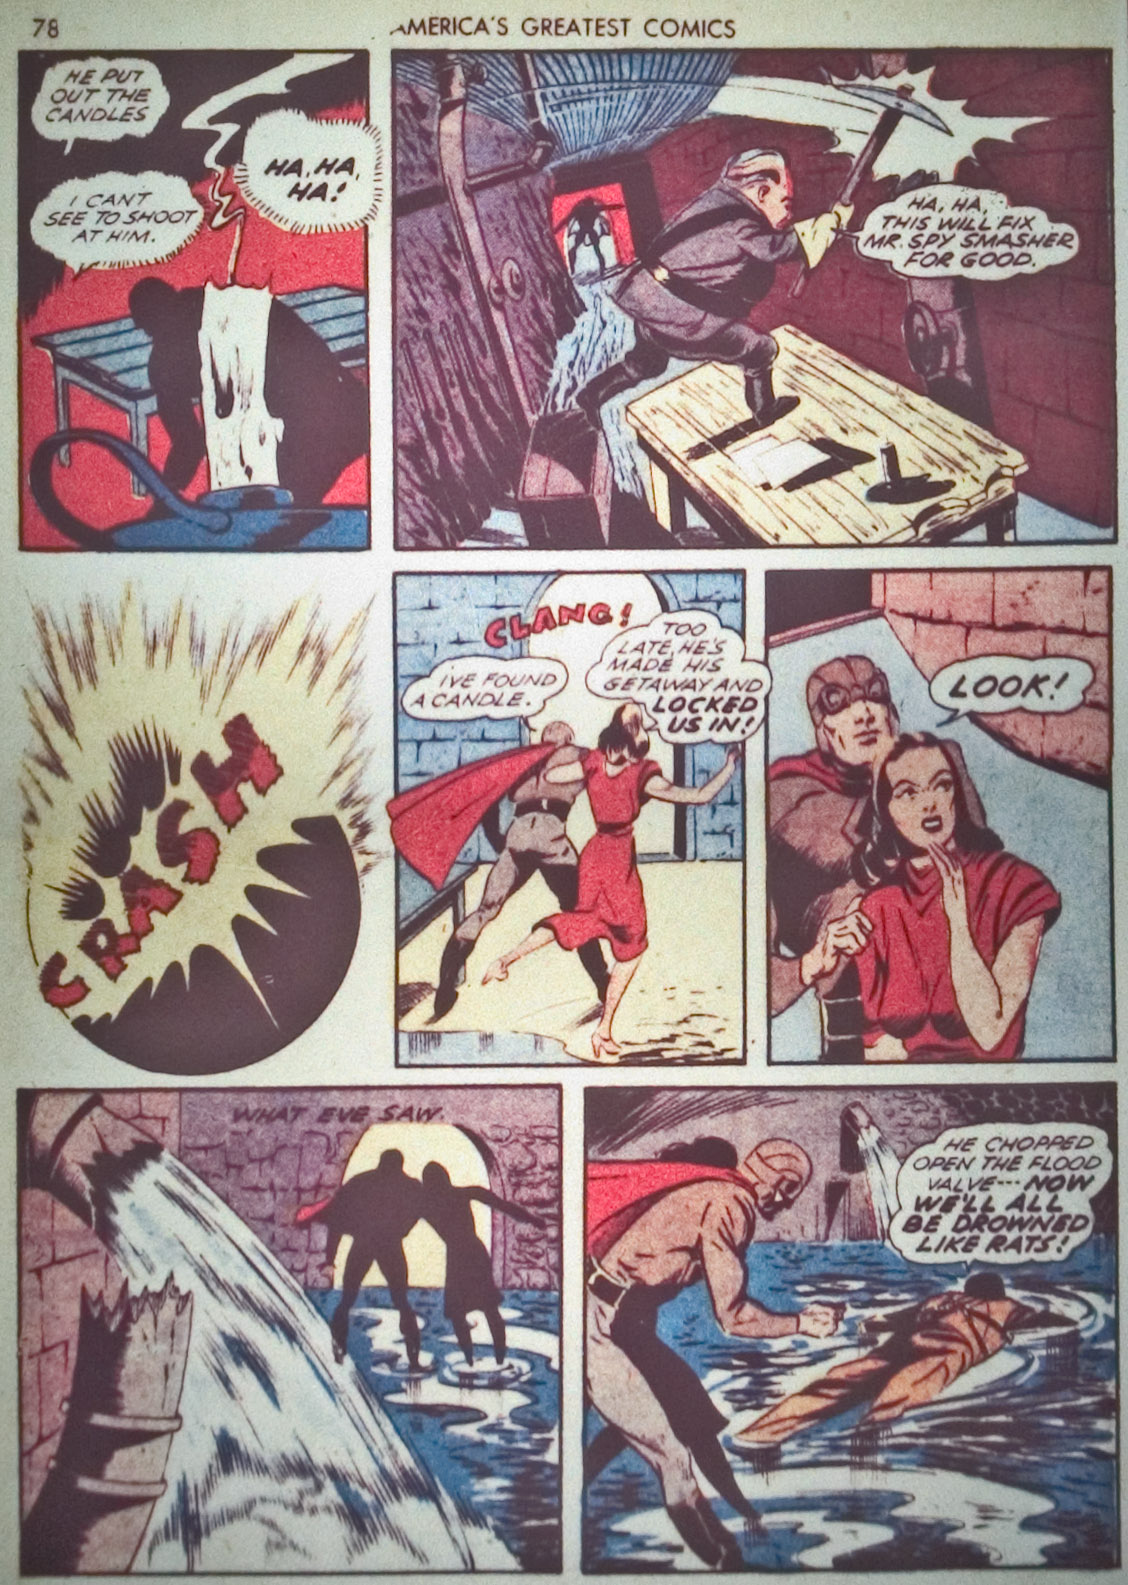 78
AMERICA'S GREATEST COMICS
HE PUT
OUT THE
CANDLES
HA, HA,
HA!
I CAN'T
SEE TO SHOOT
AT HIM.
HA, HA,
THIS WILL FIX
MR. SPY SMASHER
FOR GOOD.
CRASH
CLANG!
I'VE FOUND
A CANDLE.
TOO
LATE, HE'S
MADE HIS
GETAWAY AND
LOCKED
US IN!
LOOK!
WHAT EVE SAW.
HE CHOPPED
OPEN THE FLOOD
VALVE--- NOW
WE'LL ALL
BE DROWNED
LIKE RATS!